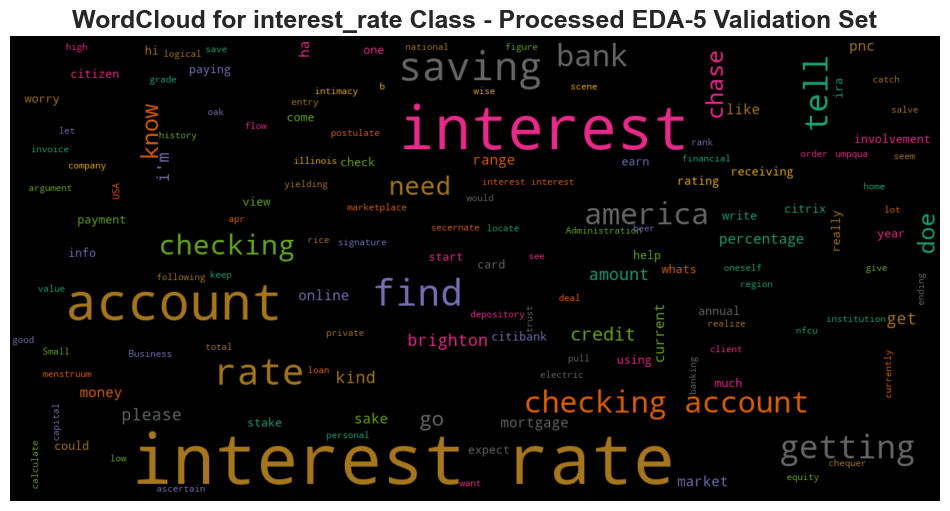 WordCloud for interest_rate Class - Processed EDA-5 Validation Set
high
logical
save
hi
citizen
grade
paying
worry
ha
one
national
figure
saving
bank
chase
like
tell
ira
pnc
catch
salve
intimacy
b
wise
scene
entry
come
oak
flow
postulate
let
know
history
invoice
interest
rank
order
umpqua
involvement
seem
company
i'm
illinois
check
range
earn
financial
receiving
rating
home
argument
USA
yielding
need
interest interest
view
apr
marketplace
would
america
write
citrix
really
lot
payment
checking
rice
signature
secernate
locate
Administration
beer
percentage
year
doe
info
start
see
help
whats
oneself
give
following
keep
card
amount
region
ending
value
account
online
find
deal
annual
nfcu
institution
get
depository
trust
realize
good
Small
Business
total
private
brighton
citibank
credit
current
client
menstruum
rate
loan
kind
pull
using
banking
much
currently
money
electric
checking account
capital
please
stake
sake
go
mortgage
personal
could
expect
getting
calculate
low
interest rate
want
market
equity
chequer
ascertain